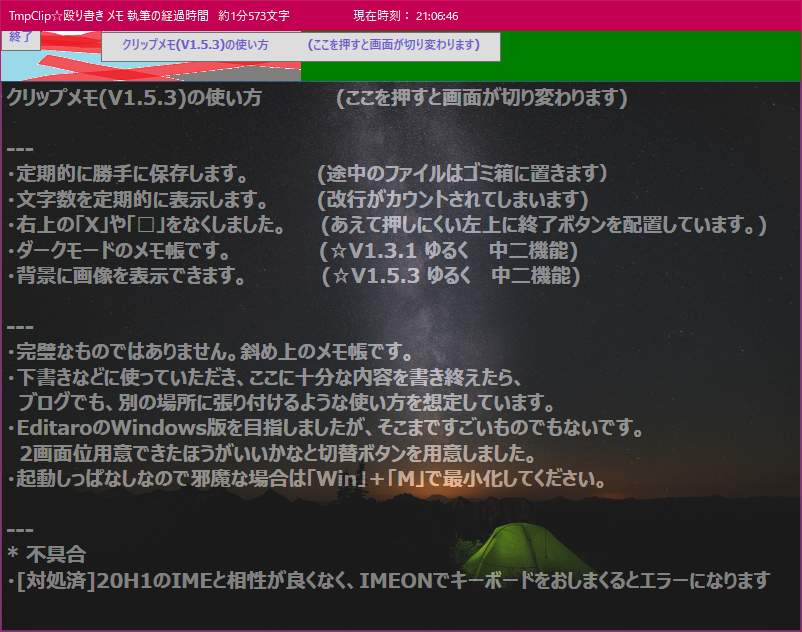 TmpClip☆殴り書き メモ 執筆の経過時間　約1分573文字　　　　現在時刻： 21:06:46
終了
クリップメモ(V1.5.3)の使い方　　　(ここを押すと画面が切り変わります)
クリップメモ(V1.5.3)の使い方　　　(ここを押すと画面が切り変わります)
---
・定期的に勝手に保存します。　　　(途中のファイルはゴミ箱に置きます)
・文字数を定期的に表示します。　　(改行がカウントされてしまいます)
・右上の「X」や「□」をなくしました。　(あえて押しにくい左上に終了ボタンを配置しています。)
・ダークモードのメモ帳です。　　　　(☆V1.3.1 ゆるく　中二機能)
・背景に画像を表示できます。　　　(☆V1.5.3 ゆるく　中二機能)
---
・完璧なものではありません。斜め上のメモ帳です。
・下書きなどに使っていただき、ここに十分な内容を書き終えたら、
ブログでも、別の場所に張り付けるような使い方を想定しています。
・EditaroのWindows版を目指しましたが、そこまですごいものでもないです。
2画面位用意できたほうがいいかなと切替ボタンを用意しました。
・起動しっぱなしなので邪魔な場合は「Win」＋「M」で最小化してください。
---
* 不具合
・[対処済]20H1のIMEと相性が良くなく、IMEONでキーボードをおしまくるとエラーになります